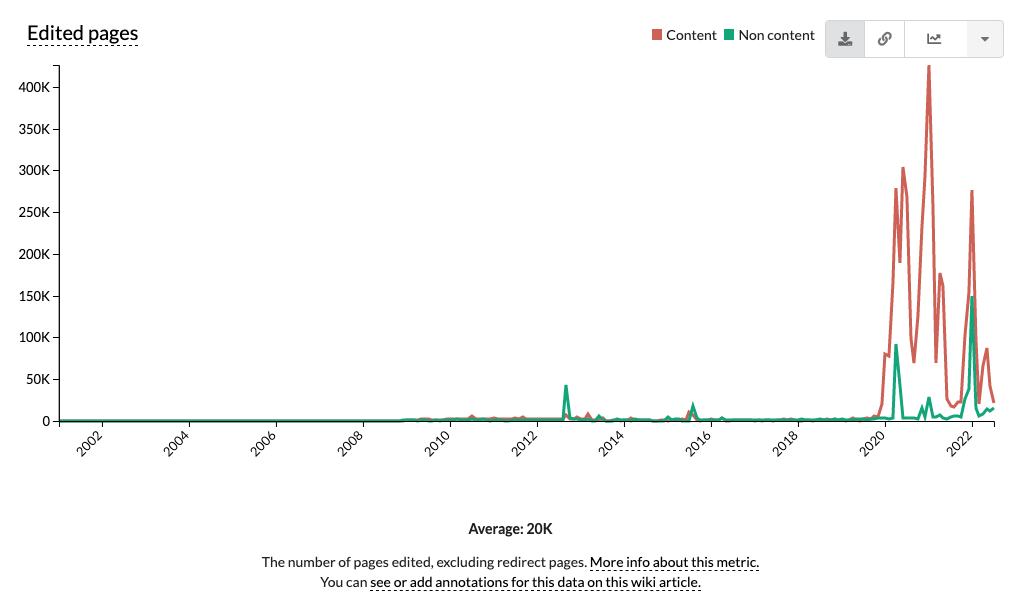 Edited pages
Content Non content
400K
350K
300K
250K
200K
150K
100K
50K
0
2002 2004 2006 2008 2010 2012 2014 2016 2018 2020 2022
Average: 20K
The number of pages edited, excluding redirect pages. More info about this metric.
You can see or add annotations for this data on this wiki article.